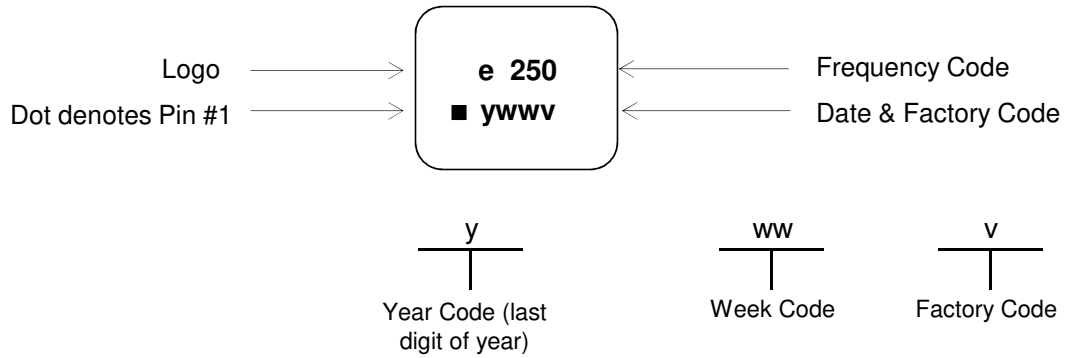 Logo
Dot denotes Pin #1
e 250
■ ywwv
Frequency Code
Date & Factory Code
y
Year Code (last
digit of year)
ww
Week Code
v
Factory Code